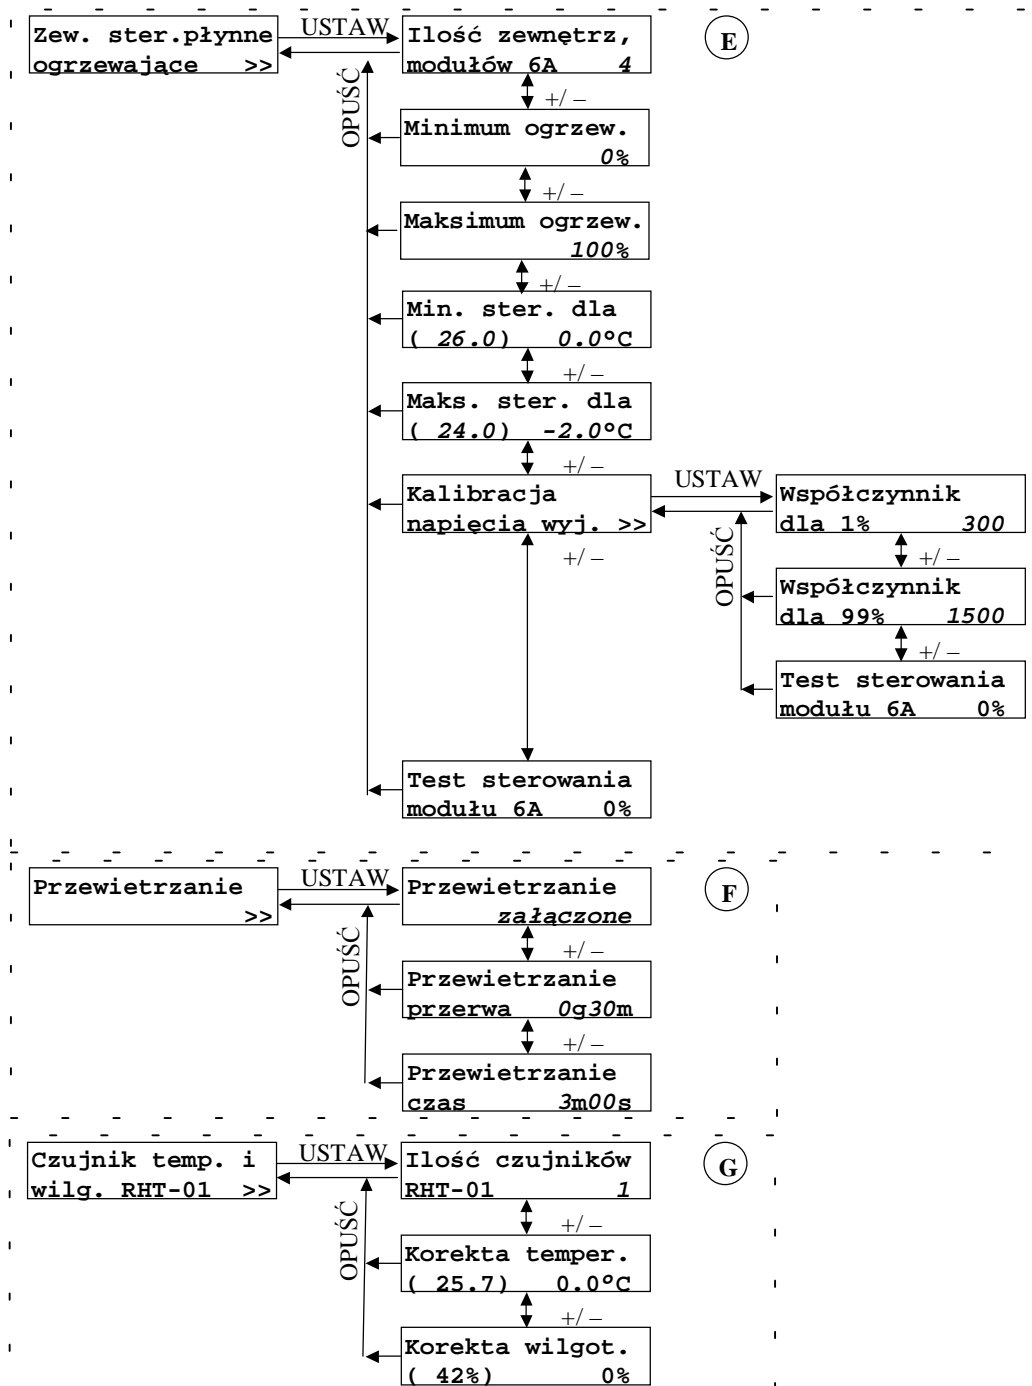 Zew. ster.płynne
ogrzewające >>
USTAW
OPUŚĆ
Ilość zewnętrz,
modułów 6A 4
E
+/ –
Minimum ogrzew.
0%
+/ –
Maksimum ogrzew.
100%
+/ –
Min. ster. dla
( 26.0) 0.0°C
+/ –
Maks. ster. dla
( 24.0) -2.0°C
+/ –
Kalibracja
napięcia wyj. >>
+/ –
USTAW
OPUŚĆ
Współczynnik
dla 1% 300
+/ –
Współczynnik
dla 99% 1500
+/ –
Test sterowania
modułu 6A 0%
Test sterowania
modułu 6A 0%
Przewietrzanie
>>
USTAW
OPUŚĆ
Przewietrzanie
załączone
F
+/ –
Przewietrzanie
przerwa 0g30m
+/ –
Przewietrzanie
czas 3m00s
Czujnik temp. i
wilg. RHT-01 >>
USTAW
OPUŚĆ
Ilość czujników
RHT-01 1
G
+/ –
Korekta temper.
( 25.7) 0.0°C
+/ –
Korekta wilgot.
( 42%) 0%